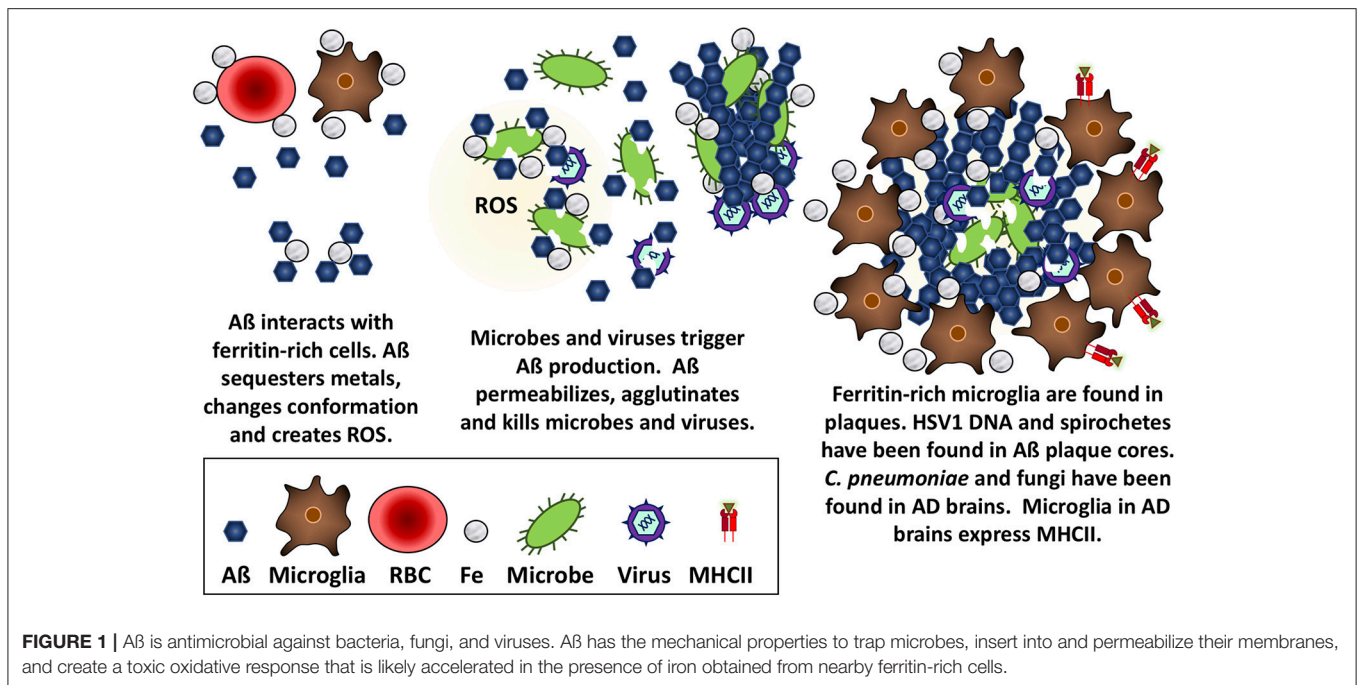 ROS
Aß interacts with
ferritin-rich cells. Aß
sequesters metals,
changes conformation
and creates ROS.
Microbes and viruses trigger
Aß production. Aß
permeabilizes, agglutinates
and kills microbes and viruses.
Ferritin-rich microglia are found in
plaques. HSV1 DNA and spirochetes
have been found in Aß plaque cores.
C. pneumoniae and fungi have been
found in AD brains. Microglia in AD
brains express MHCII.
Aß Microglia RBC Fe Microbe Virus MHCII
FIGURE 1 | Aß is antimicrobial against bacteria, fungi, and viruses. Aß has the mechanical properties to trap microbes, insert into and permeabilize their membranes,
and create a toxic oxidative response that is likely accelerated in the presence of iron obtained from nearby ferritin-rich cells.